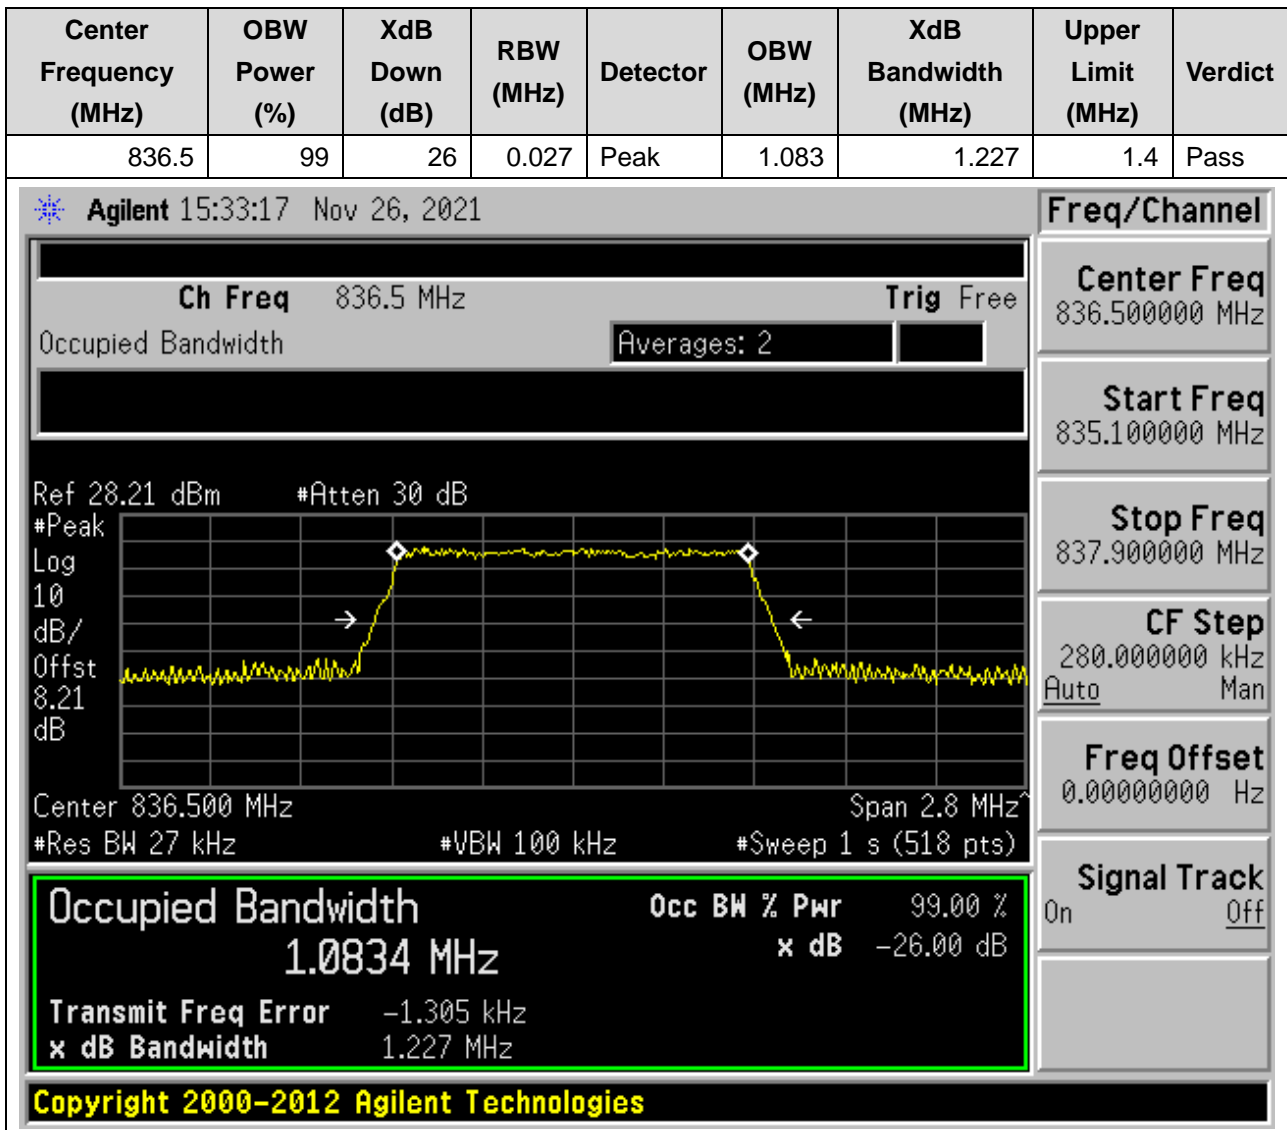 Center Frequency (MHz) OBW Power (%) XdB Down (dB) RBW (MHz) Detector OBW (MHz) XdB Bandwidth (MHz) Upper Limit (MHz) Verdict
836.5 99 26 0.027 Peak 1.083 1.227 1.4 Pass
Agilent 15:33:17 Nov 26, 2021
Ch Freq 836.5 MHz Trig Free
Occupied Bandwidth
Averages: 2
Ref 28.21 dBm #Atten 30 dB
#Peak
Log
10
dB/
Offst
8.21
dB
Center 836.500 MHz Span 2.8 MHz^
#Res BW 27 kHz #VBW 100 kHz #Sweep 1 s (518 pts)
Occupied Bandwidth Occ BW % Pwr 99.00 %
1.0834 MHz x dB -26.00 dB
Transmit Freq Error -1.305 kHz
x dB Bandwidth 1.227 MHz
Copyright 2000-2012 Agilent Technologies
Freq/Channel
Center Freq
836.500000 MHz
Start Freq
835.100000 MHz
Stop Freq
837.900000 MHz
CF Step
280.000000 kHz
Auto Man
Freq Offset
0.00000000 Hz
Signal Track
On Off